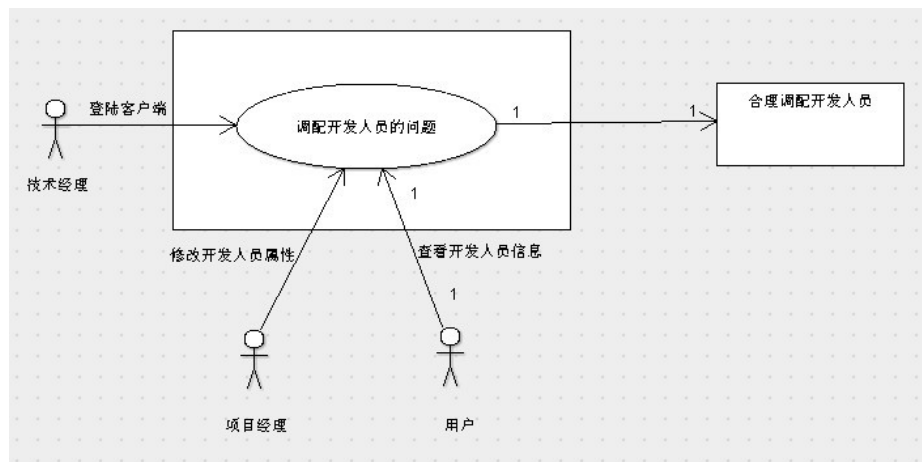 登陆客户端
调配开发人员的问题
1
1
合理调配开发人员
技术经理
1
修改开发人员属性
查看开发人员信息
1
项目经理
用户